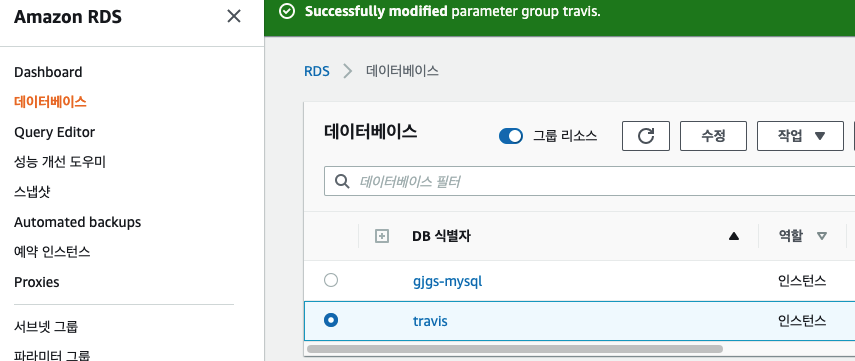 Amazon RDS
Successfully modified parameter group travis.
Dashboard
데이터베이스
Query Editor
성능 개선 도우미
스냅샷
Automated backups
예약 인스턴스
Proxies
서브넷 그룹
파라미터 그룹
RDS 데이터베이스
데이터베이스 그룹 리소스 수정 작업
데이터베이스 필터
DB 식별자 역할
gjgs-mysql 인스턴스
travis 인스턴스